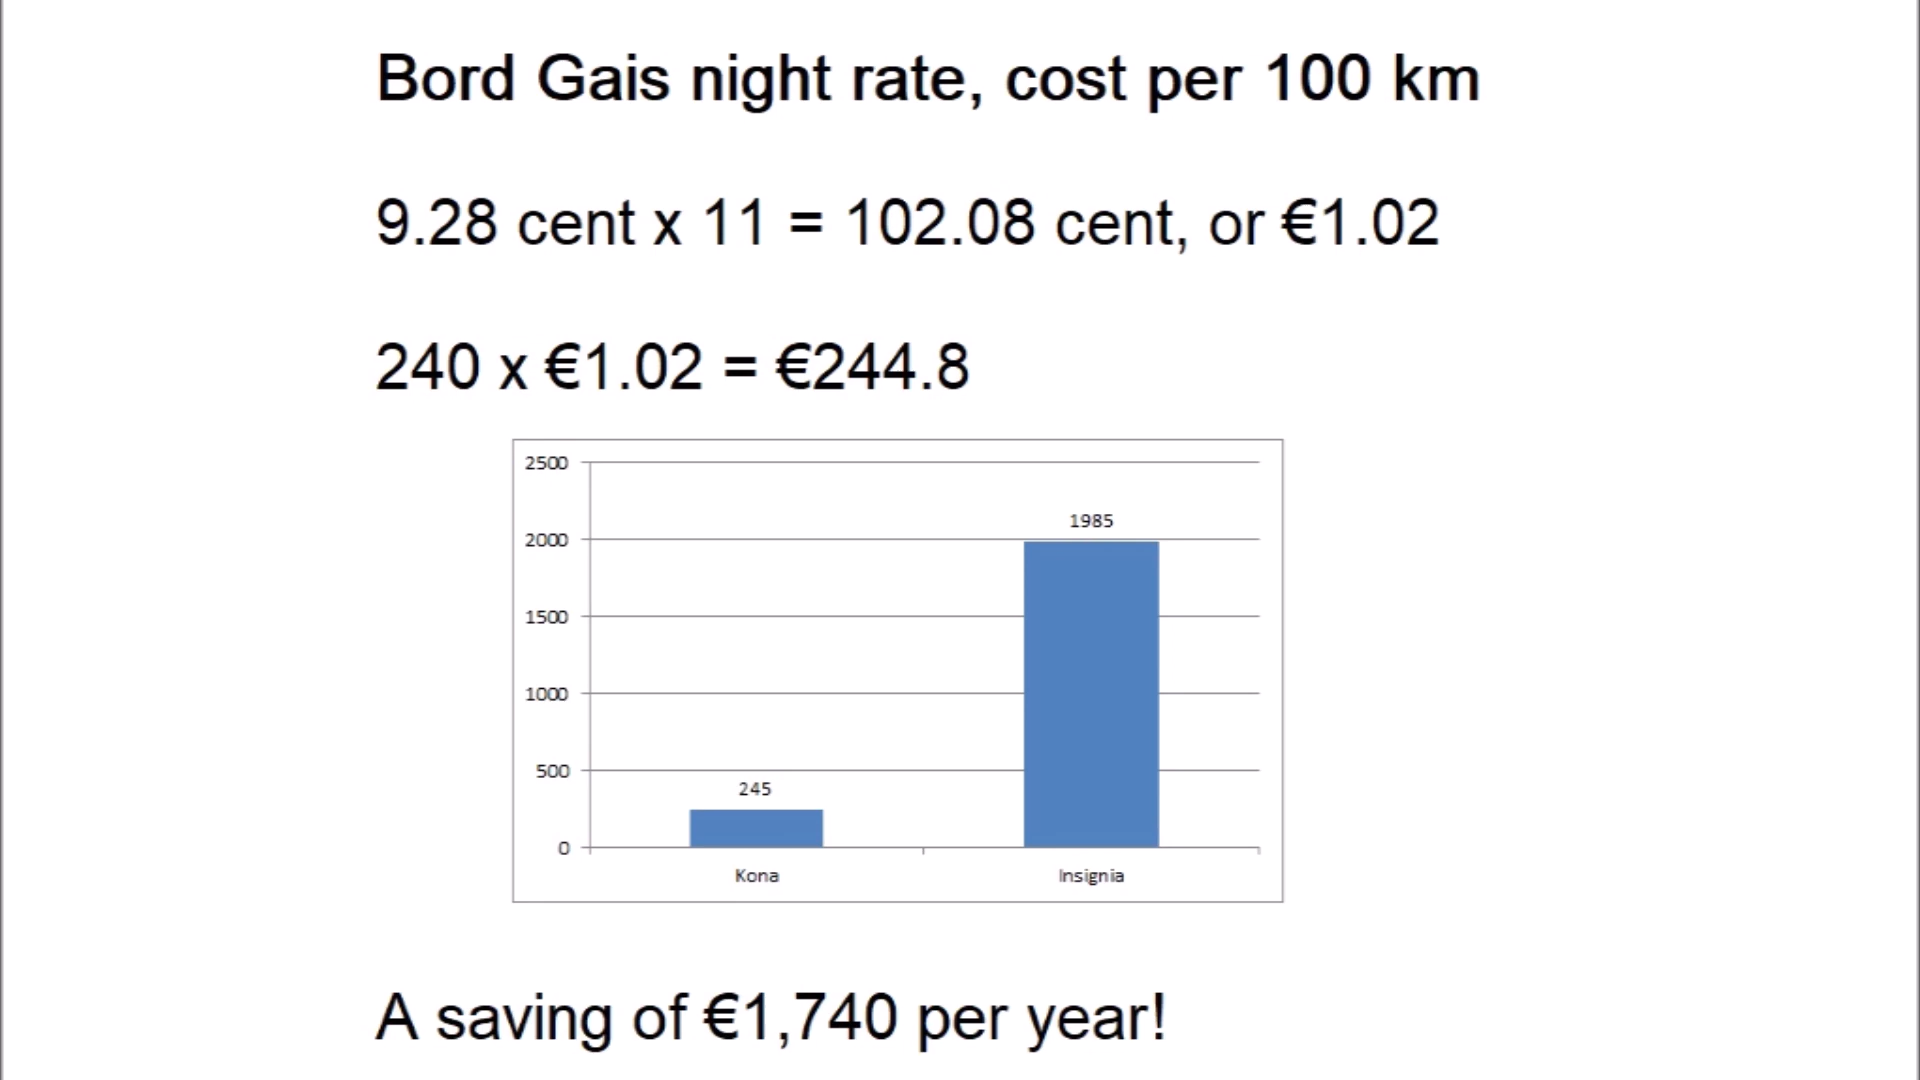 Bord Gais night rate, cost per 100 km
9.28 cent x 11 = 102.08 cent, or €1.02
240 x €1.02 = €244.8
2500
2000
1500
1000
500
0
245
1985
Kona
Insignia
A saving of €1,740 per year!